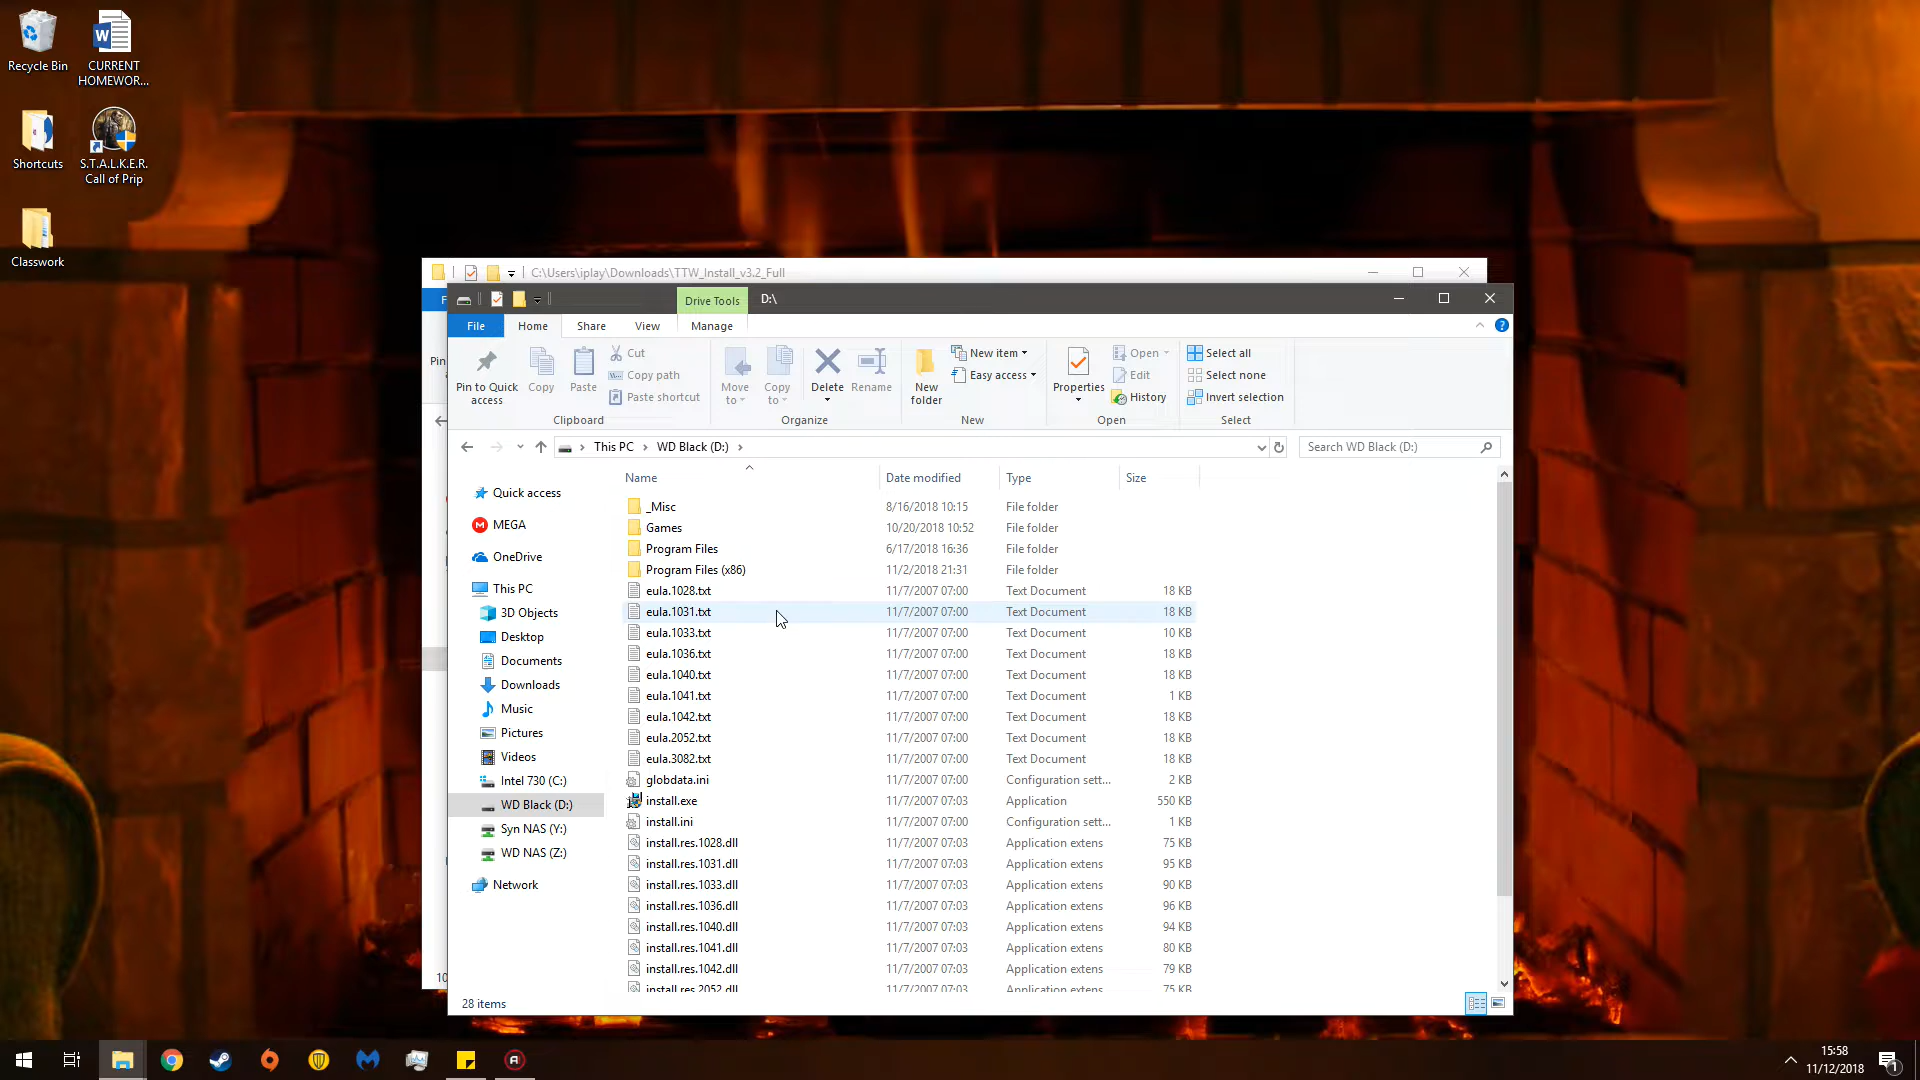 Recycle Bin
CURRENT
HOMEWOR...
Shortcuts
S.T.A.L.K.E.R.
Call of Prip
Classwork
C:\Users\iplay\Downloads\TTW_Install_v3.2_Full
Drive Tools
D:\
File
Home
Share
View
Manage
Pin to Quick
access
Copy
Paste
Cut
Copy path
Paste shortcut
Clipboard
Move
to
Copy
to
Delete
Rename
Organize
New
folder
New item
Easy access
New
Properties
Open
Edit
History
Open
Select all
Select none
Invert selection
Select
This PC
WD Black (D:)
Search WD Black (D:)
Quick access
MEGA
OneDrive
This PC
3D Objects
Desktop
Documents
Downloads
Music
Pictures
Videos
Intel 730 (C:)
WD Black (D:)
Syn NAS (Y:)
WD NAS (Z:)
Network
Name Date modified Type Size
_Misc 8/16/2018 10:15 File folder
Games 10/20/2018 10:52 File folder
Program Files 6/17/2018 16:36 File folder
Program Files (x86) 11/2/2018 21:31 File folder
eula.1028.txt 11/7/2007 07:00 Text Document 18 KB
eula.1031.txt 11/7/2007 07:00 Text Document 18 KB
eula.1033.txt 11/7/2007 07:00 Text Document 10 KB
eula.1036.txt 11/7/2007 07:00 Text Document 18 KB
eula.1040.txt 11/7/2007 07:00 Text Document 18 KB
eula.1041.txt 11/7/2007 07:00 Text Document 1 KB
eula.1042.txt 11/7/2007 07:00 Text Document 18 KB
eula.2052.txt 11/7/2007 07:00 Text Document 18 KB
eula.3082.txt 11/7/2007 07:00 Text Document 18 KB
globdata.ini 11/7/2007 07:00 Configuration sett... 2 KB
install.exe 11/7/2007 07:03 Application 550 KB
install.ini 11/7/2007 07:00 Configuration sett... 1 KB
install.res.1028.dll 11/7/2007 07:03 Application extens 75 KB
install.res.1031.dll 11/7/2007 07:03 Application extens 95 KB
install.res.1033.dll 11/7/2007 07:03 Application extens 90 KB
install.res.1036.dll 11/7/2007 07:03 Application extens 96 KB
install.res.1040.dll 11/7/2007 07:03 Application extens 94 KB
install.res.1041.dll 11/7/2007 07:03 Application extens 80 KB
install.res.1042.dll 11/7/2007 07:03 Application extens 79 KB
install.res.2052.dll 11/7/2007 07:03 Application extens 75 KB
28 items
15:58
11/12/2018
1